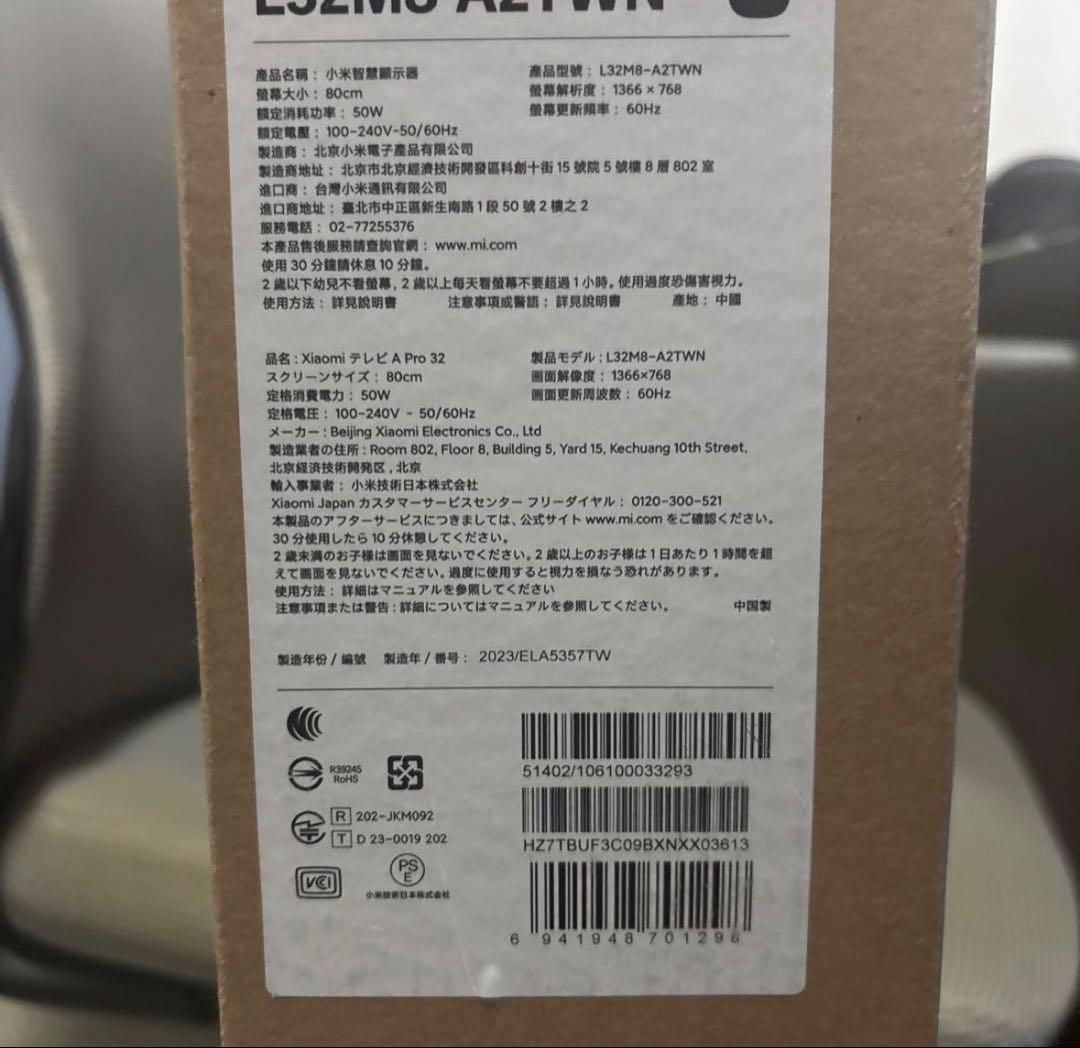 L32M8-A2TWN
產品名稱： 小米智慧顯示器 產品型號： L32M8-A2TWN
螢幕大小： 80cm 螢幕解析度： 1366 × 768
額定消耗功率： 50W 螢幕更新頻率： 60Hz
額定電壓： 100-240V~50/60Hz
製造商： 北京小米電子產品有限公司
製造商地址： 北京市北京經濟技術開發區科創十街 15 號院 5 號樓 8 層 802 室
進口商： 台灣小米通訊有限公司
進口商地址： 臺北市中正區新生南路 1 段 50 號 2 樓之 2
服務電話： 02-77255376
本產品售後服務請查詢官網： www.mi.com
使用 30 分鐘請休息 10 分鐘。
2 歲以下幼兒不看螢幕，2 歲以上每天看螢幕不要超過 1 小時。使用過度恐傷害視力。
使用方法： 詳見說明書 注意事項或警語： 詳見說明書 產地： 中國
品名 : Xiaomi テレビ A Pro 32 製品モデル : L32M8-A2TWN
スクリーンサイズ： 80cm 画面解像度： 1366×768
定格消費電力： 50W 画面更新周波数： 60Hz
定格電圧： 100-240V ~ 50/60Hz
メーカー : Beijing Xiaomi Electronics Co., Ltd
製造業者の住所 : Room 802, Floor 8, Building 5, Yard 15, Kechuang 10th Street,
北京経済技術開発区 , 北京
輸入事業者： 小米技術日本株式会社
Xiaomi Japan カスタマーサービスセンター フリーダイヤル： 0120-300-521
本製品のアフターサービスにつきましては、公式サイト www.mi.com をご確認ください。
30 分使用したら 10 分休憩してください。
2 歳未満のお子様は画面を見ないでください。2 歳以上のお子様は 1 日あたり 1 時間を超
えて画面を見ないでください。過度に使用すると視力を損なう恐れがあります。
使用方法： 詳細はマニュアルを参照してください
注意事項または警告 : 詳細についてはマニュアルを参照してください。 中国製
製造年份 / 編號 製造年 / 番号： 2023/ELA5357TW
R39245
RoHS
51402/106100033293
R 202-JKM092
T D 23-0019 202
HZ7TBUF3C09BXNXX03613
VCI
PS
E
小米技術日本株式会社
6 941948 701296